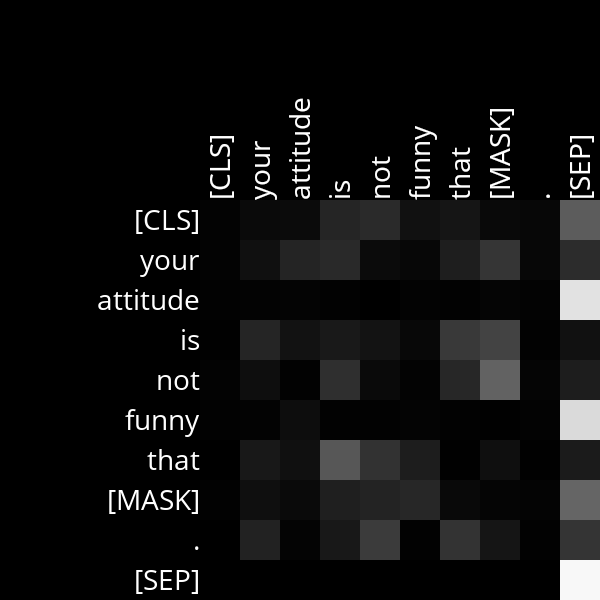 [CLS] your attitude is not funny that [MASK] . [SEP]
[CLS]
your
attitude
is
not
funny
that
[MASK]
.
[SEP]